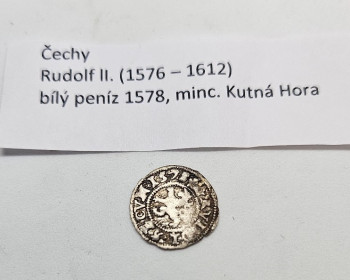 Čechy
Rudolf II. (1576 – 1612)
bílý peníz 1578, minc. Kutná Hora